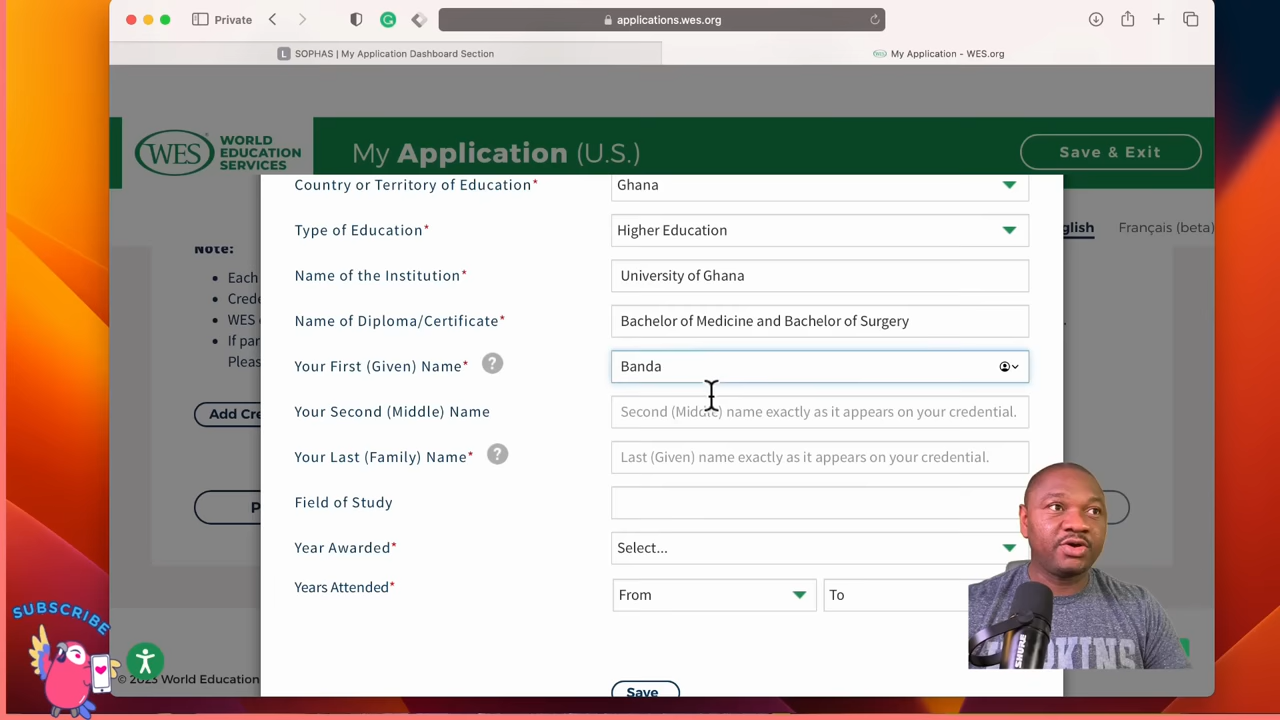 Private
applications.wes.org
L SOPHAS | My Application Dashboard Section
WES My Application - WES.org
WES WORLD EDUCATION SERVICES
My Application (U.S.)
Save & Exit
glish Français (beta)
Note:
Each
Crede
WES
If par
Pleas
Add Cr
P
Country or Territory of Education*
Ghana
Type of Education*
Higher Education
Name of the Institution*
University of Ghana
Name of Diploma/Certificate*
Bachelor of Medicine and Bachelor of Surgery
Your First (Given) Name* ?
Banda
Your Second (Middle) Name
Second (Middle) name exactly as it appears on your credential.
Your Last (Family) Name* ?
Last (Given) name exactly as it appears on your credential.
Field of Study
Year Awarded*
Select...
Years Attended*
From
To
Save
SUBSCRIBE
World Education
SHURE